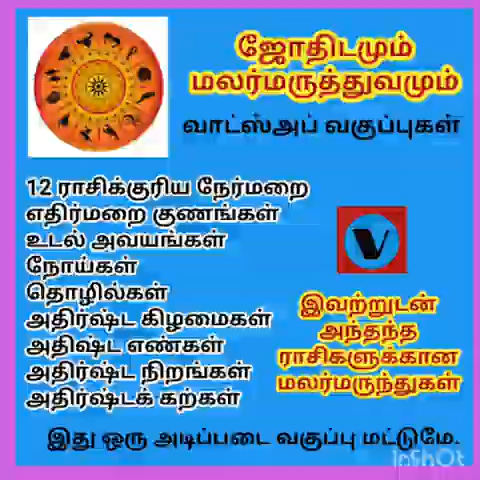 ஜோதிடமும்
மலர்மருத்துவமும்
வாட்ஸ்அப் வகுப்புகள்
12 ராசிக்குரிய நேர்மறை
எதிர்மறை குணங்கள்
உடல் அவயங்கள்
நோய்கள்
தொழில்கள்
அதிர்ஷ்ட கிழமைகள்
அதிஷ்ட எண்கள்
அதிர்ஷ்ட நிறங்கள்
அதிர்ஷ்டக் கற்கள்
V
இவற்றுடன்
அந்தந்த
ராசிகளுக்கான
மலர்மருந்துகள்
இது ஒரு அடிப்படை வகுப்பு மட்டுமே.
InShOt